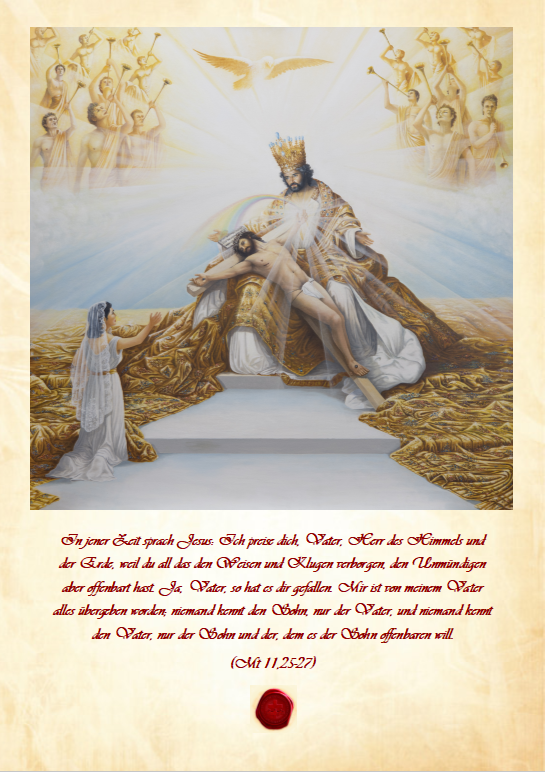 In jener Zeit sprach Jesus: Ich preise dich, Vater, Herr des Himmels und
der Erde, weil du all das den Weisen und Klugen verborgen, den Unmündigen
aber offenbart hast. Ja, Vater, so hat es dir gefallen. Mir ist von meinem Vater
alles übergeben worden; niemand kennt den Sohn, nur der Vater, und niemand kennt
den Vater, nur der Sohn und der, dem es der Sohn offenbaren will.
(Mt 11,25-27)